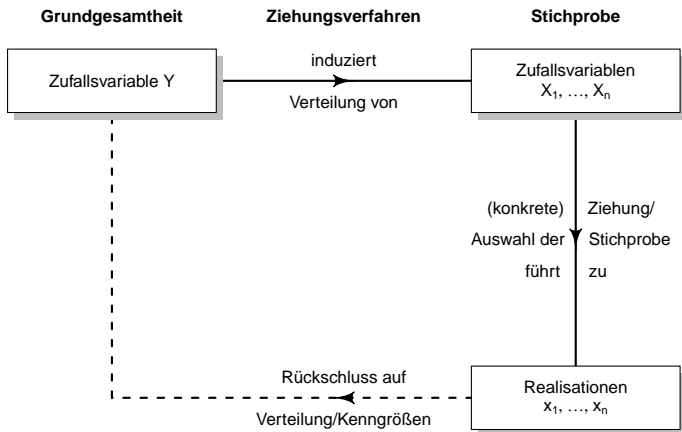 Grundgesamtheit
Ziehungsverfahren
Stichprobe
Zufallsvariable Y
induziert
Verteilung von
Zufallsvariablen
X₁, …, Xₙ
(konkrete) Ziehung/
Auswahl der Stichprobe
führt zu
Rückschluss auf
Verteilung/Kenngrößen
Realisationen
x₁, …, xₙ